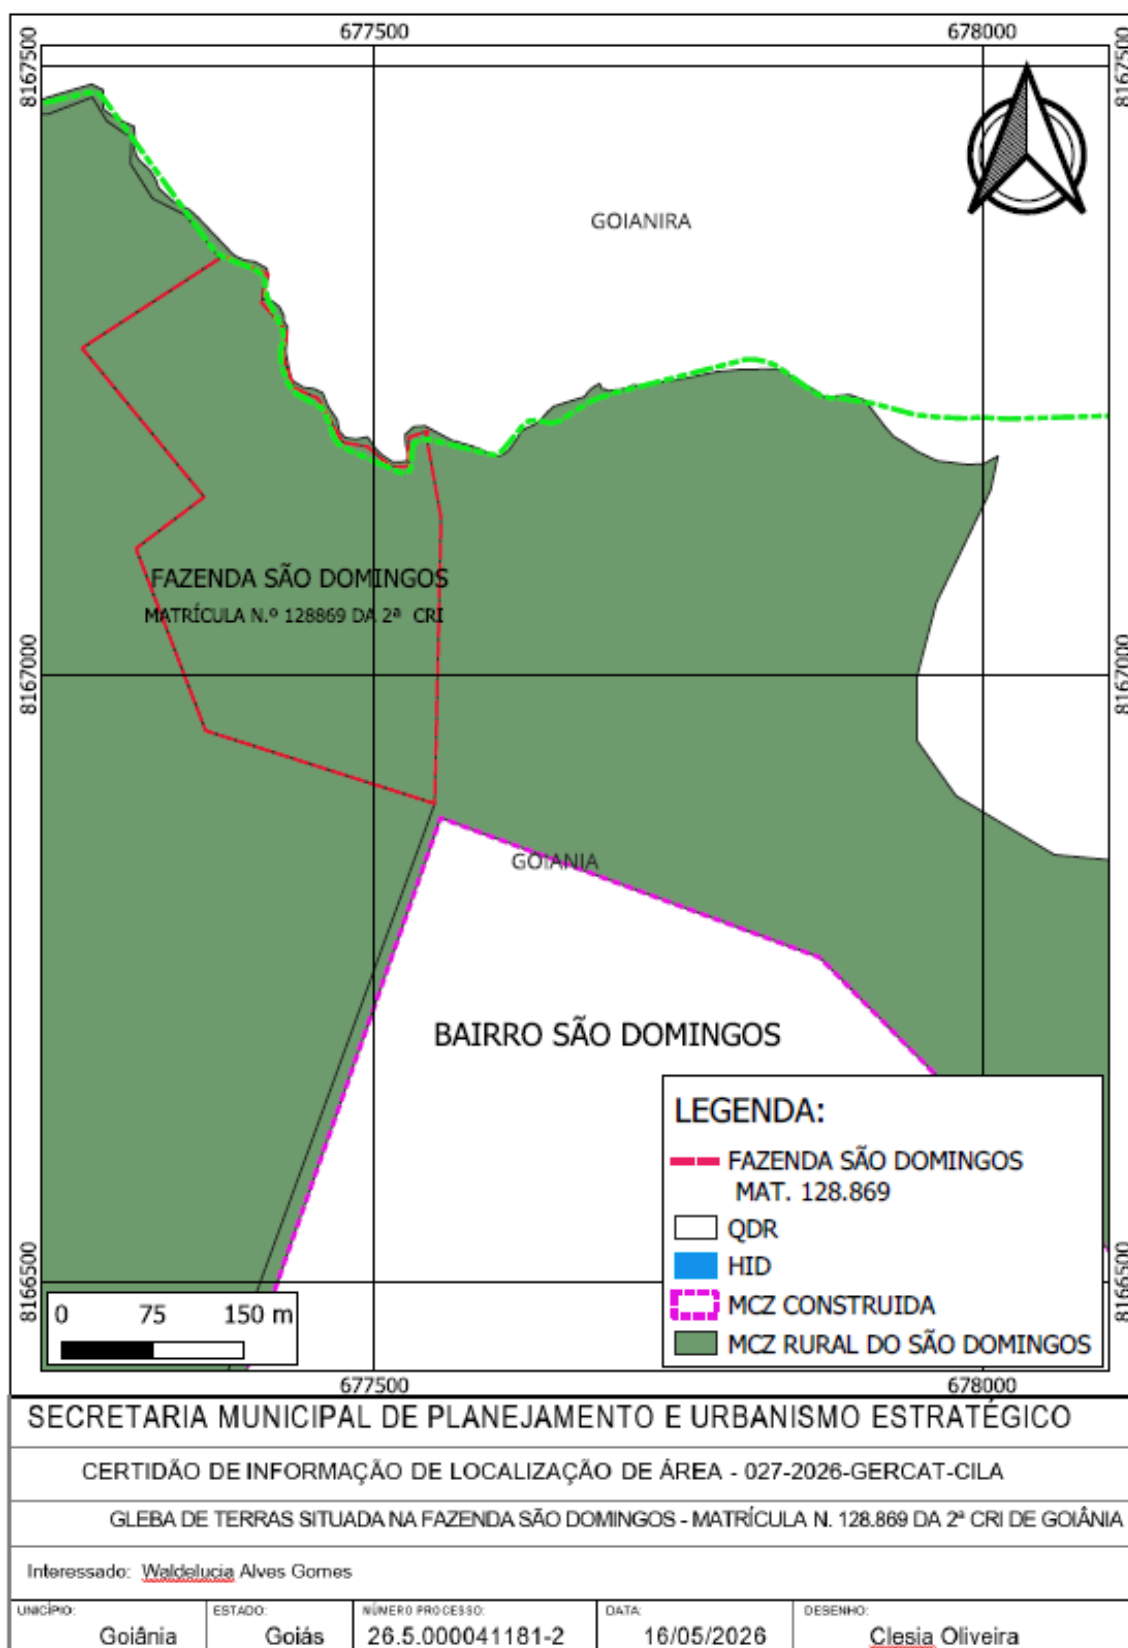 677500
678000
8167500
8167500
GOIANIRA
FAZENDA SÃO DOMINGOS
MATRÍCULA N.º 128869 DA 2ª CRI
8167000
8167000
GOIANIA
BAIRRO SÃO DOMINGOS
LEGENDA:
FAZENDA SÃO DOMINGOS
MAT. 128.869
QDR
HID
MCZ CONSTRUIDA
MCZ RURAL DO SÃO DOMINGOS
8166500
8166500
0 75 150 m
677500
678000
SECRETARIA MUNICIPAL DE PLANEJAMENTO E URBANISMO ESTRATÉGICO
CERTIDÃO DE INFORMAÇÃO DE LOCALIZAÇÃO DE ÁREA - 027-2026-GERCAT-CILA
GLEBA DE TERRAS SITUADA NA FAZENDA SÃO DOMINGOS - MATRÍCULA N. 128.869 DA 2ª CRI DE GOIÂNIA
Interessado: Waldelucia Alves Gomes
UNICÍPIO: ESTADO: NÚMERO PROCESSO: DATA: DESENHO:
Goiânia Goiás 26.5.000041181-2 16/05/2026 Clesia Oliveira